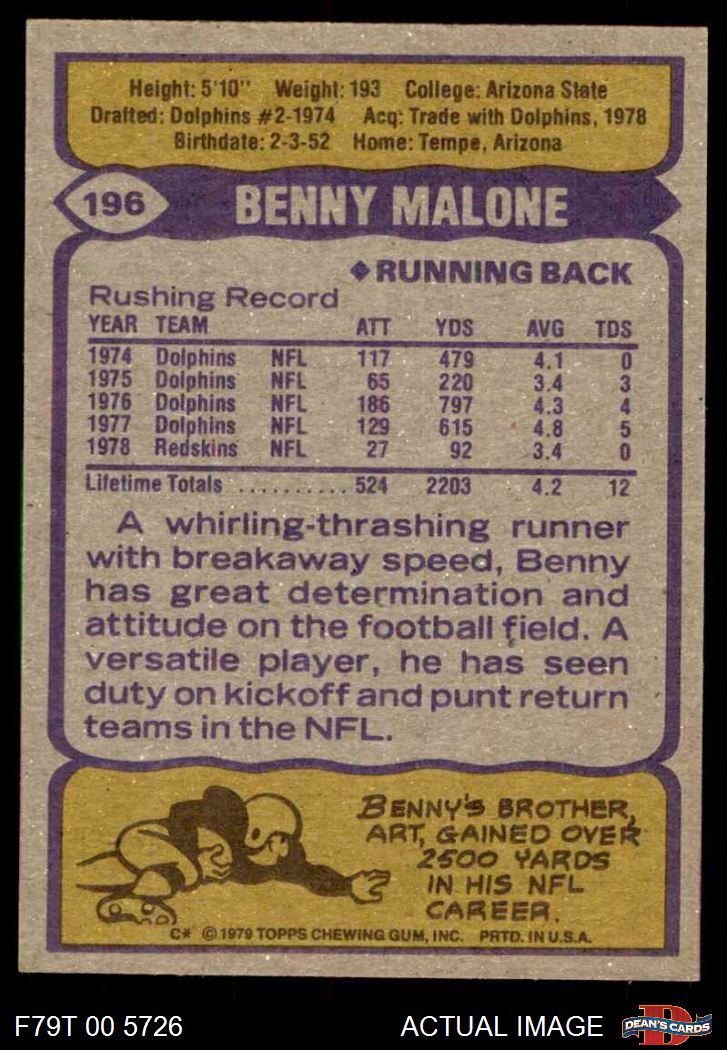 Height: 5'10" Weight: 193 College: Arizona State
Drafted: Dolphins #2-1974 Acq: Trade with Dolphins, 1978
Birthdate: 2-3-52 Home: Tempe, Arizona
196 BENNY MALONE
◆RUNNING BACK
Rushing Record
YEAR TEAM ATT YDS AVG TDS
1974 Dolphins NFL 117 479 4.1 0
1975 Dolphins NFL 65 220 3.4 3
1976 Dolphins NFL 186 797 4.3 4
1977 Dolphins NFL 129 615 4.8 5
1978 Redskins NFL 27 92 3.4 0
Lifetime Totals .......... 524 2203 4.2 12
A whirling-thrashing runner
with breakaway speed, Benny
has great determination and
attitude on the football field. A
versatile player, he has seen
duty on kickoff and punt return
teams in the NFL.
BENNY'S BROTHER,
ART, GAINED OVER
2500 YARDS
IN HIS NFL
CAREER.
C* © 1979 TOPPS CHEWING GUM, INC. PRTD. IN U.S.A.
F79T 00 5726 ACTUAL IMAGE D DEAN'S CARDS